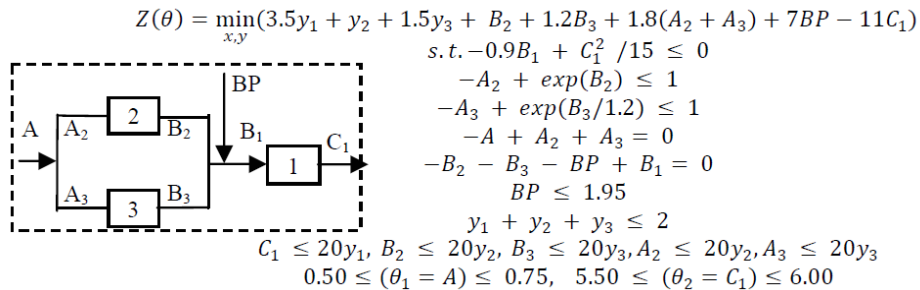 Z(θ) = min(3.5y₁ + y₂ + 1.5y₃ + B₂ + 1.2B₃ + 1.8(A₂ + A₃) + 7BP − 11C₁)
x,y
s.t. −0.9B₁ + C₁² /15 ≤ 0
−A₂ + exp(B₂) ≤ 1
−A₃ + exp(B₃/1.2) ≤ 1
−A + A₂ + A₃ = 0
−B₂ − B₃ − BP + B₁ = 0
BP ≤ 1.95
y₁ + y₂ + y₃ ≤ 2
C₁ ≤ 20y₁, B₂ ≤ 20y₂, B₃ ≤ 20y₃, A₂ ≤ 20y₂, A₃ ≤ 20y₃
0.50 ≤ (θ₁ = A) ≤ 0.75, 5.50 ≤ (θ₂ = C₁) ≤ 6.00
BP
A A₂ 2 B₂ B₁ 1 C₁
A₃ 3 B₃